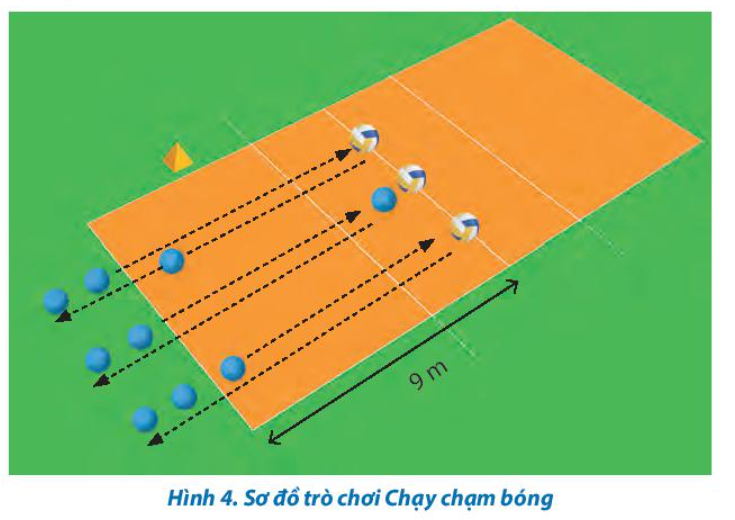 9 m
Hình 4. Sơ đồ trò chơi Chạy chạm bóng